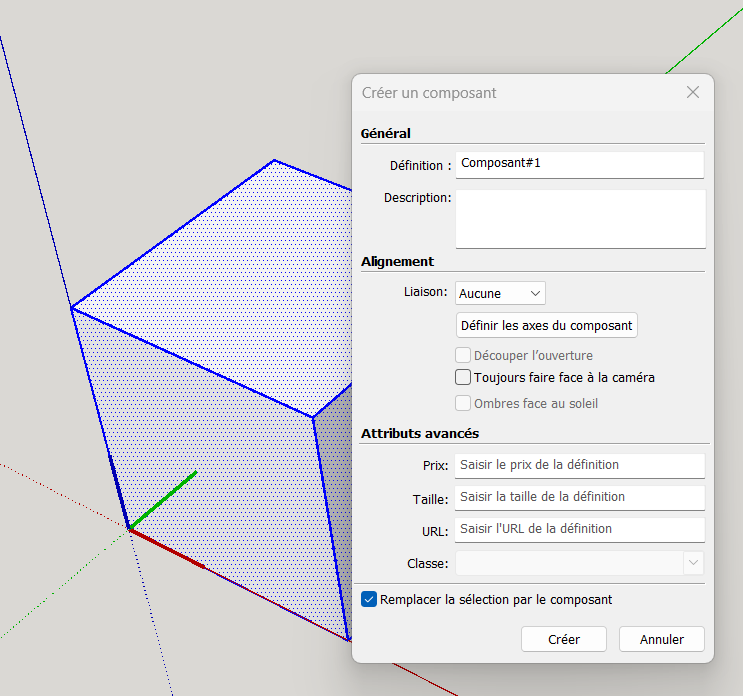 Créer un composant
Général
Définition : Composant#1
Description:
Alignement
Liaison: Aucune
Définir les axes du composant
Découper l'ouverture
Toujours faire face à la caméra
Ombres face au soleil
Attributs avancés
Prix: Saisir le prix de la définition
Taille: Saisir la taille de la définition
URL: Saisir l'URL de la définition
Classe:
Remplacer la sélection par le composant
Créer Annuler